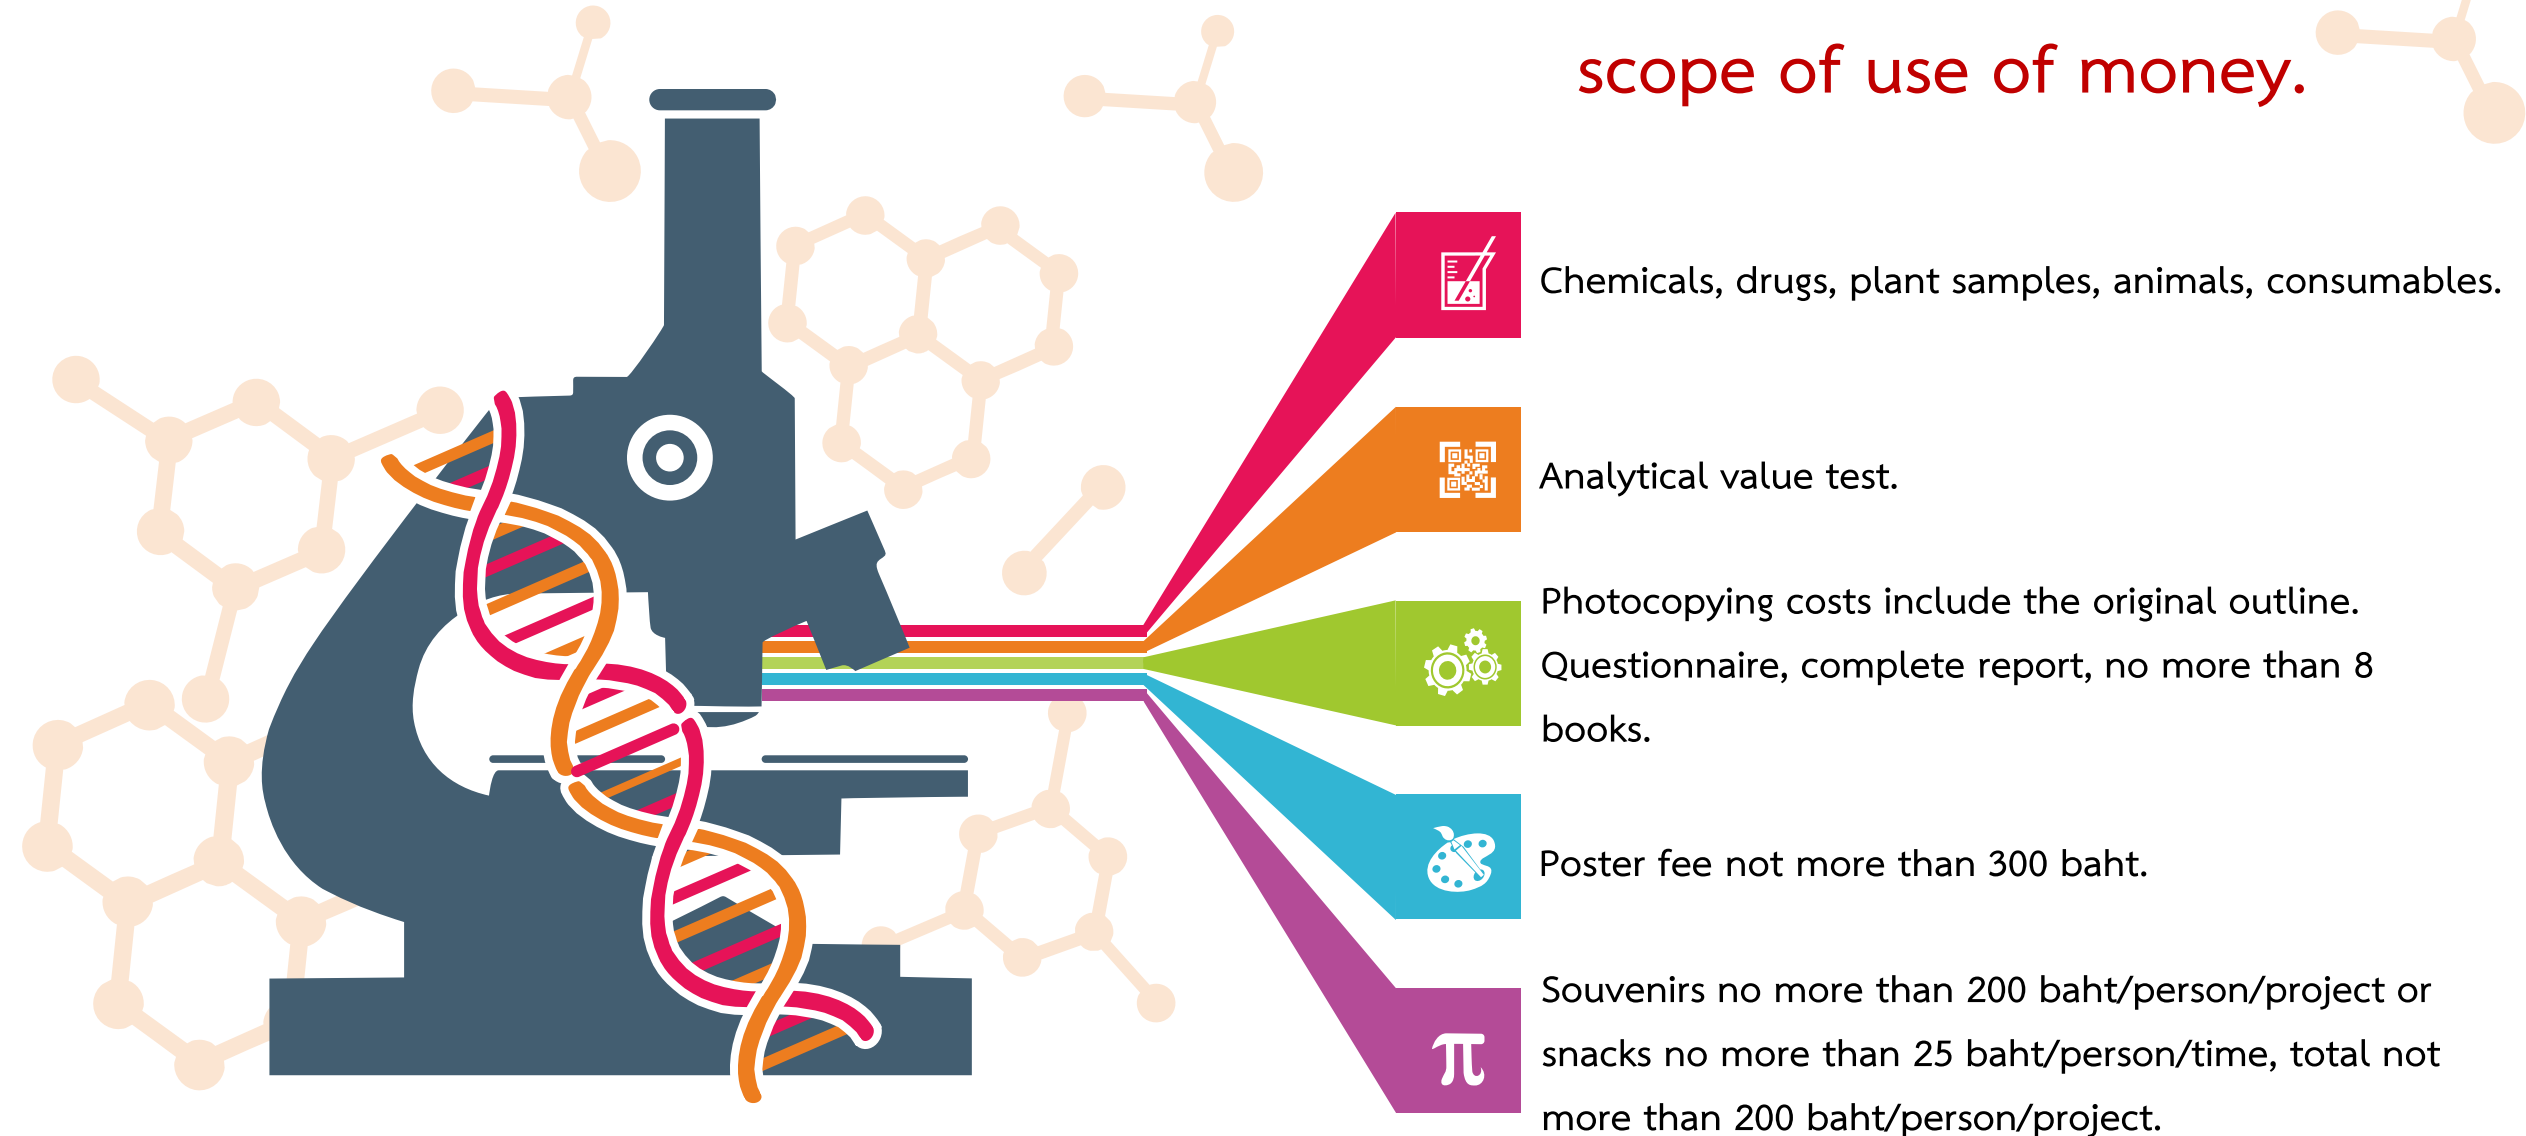 scope of use of money.
Chemicals, drugs, plant samples, animals, consumables.
Analytical value test.
Photocopying costs include the original outline.
Questionnaire, complete report, no more than 8
books.
Poster fee not more than 300 baht.
π
Souvenirs no more than 200 baht/person/project or
snacks no more than 25 baht/person/time, total not
more than 200 baht/person/project.